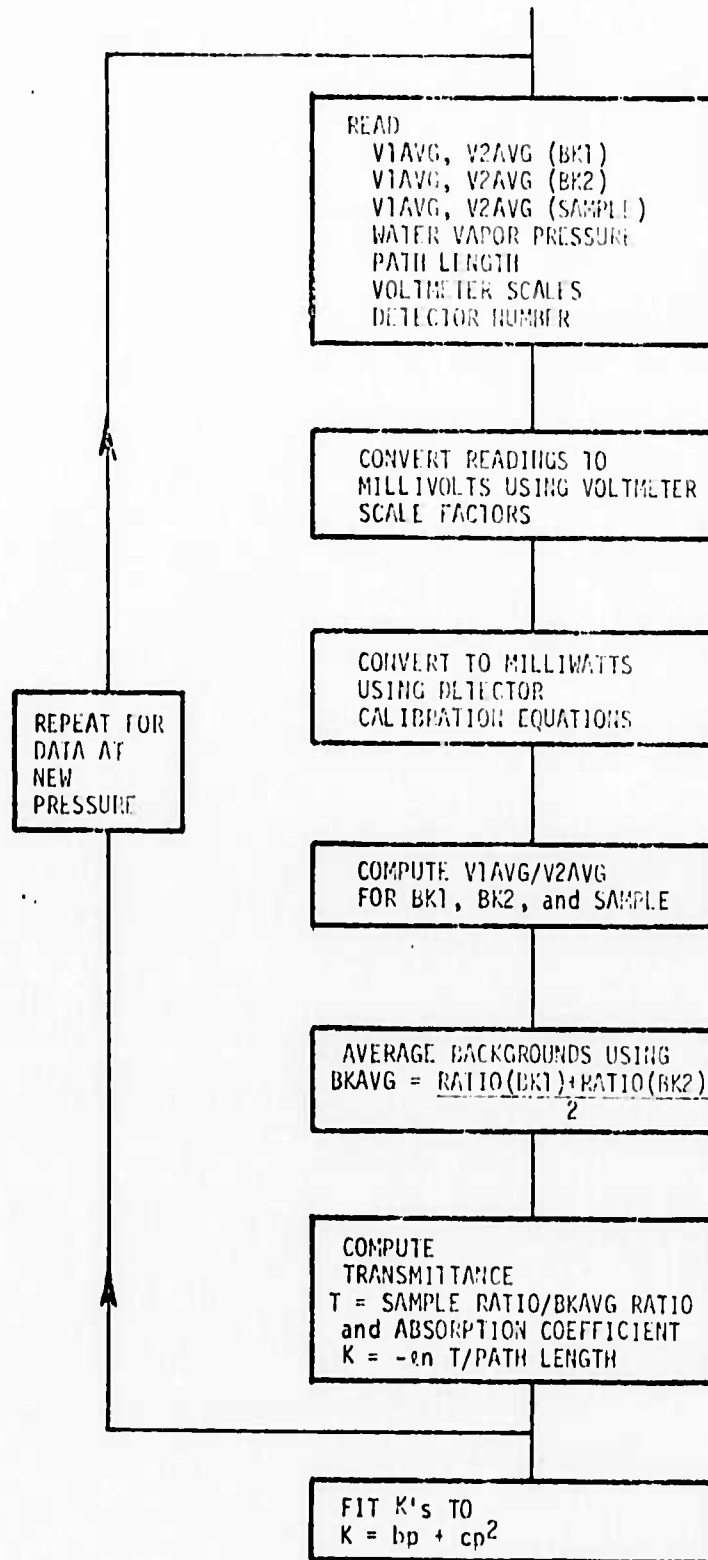 READ
V1AVG, V2AVG (BK1)
V1AVG, V2AVG (BK2)
V1AVG, V2AVG (SAMPLE)
WATER VAPOR PRESSURE
PATH LENGTH
VOLTMETER SCALES
DETECTOR NUMBER
CONVERT READINGS TO
MILLIVOLTS USING VOLTMETER
SCALE FACTORS
CONVERT TO MILLIWATTS
USING DETECTOR
CALIBRATION EQUATIONS
REPEAT FOR
DATA AT
NEW
PRESSURE
COMPUTE V1AVG/V2AVG
FOR BK1, BK2, and SAMPLE
AVERAGE BACKGROUNDS USING
BKAVG = RATIO(BK1)+RATIO(BK2)
2
COMPUTE
TRANSMITTANCE
T = SAMPLE RATIO/BKAVG RATIO
and ABSORPTION COEFFICIENT
K = -ℓn T/PATH LENGTH
FIT K's TO
K = bp + cp²